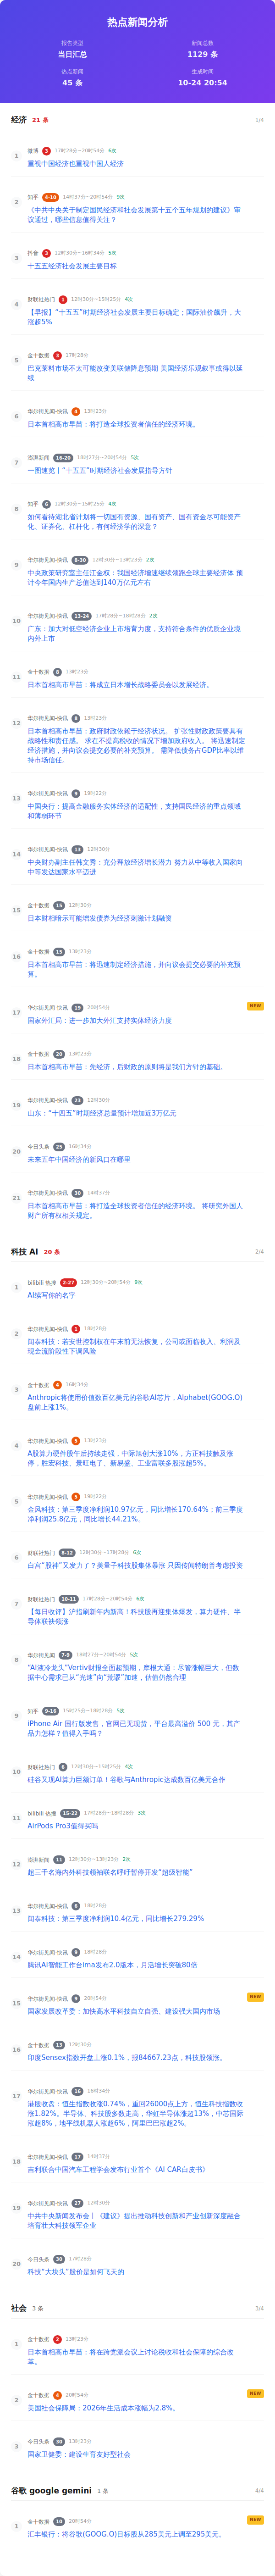 热点新闻分析
报告类型
新闻总数
当日汇总
1129 条
热点新闻
生成时间
45 条
10-24 20:54
经济 21 条 1/4
1
微博 3 17时28分~20时54分 6次
重视中国经济也重视中国人经济
2
知乎 4-10 14时37分~20时54分 9次
《中共中央关于制定国民经济和社会发展第十五个五年规划的建议》审
议通过，哪些信息值得关注？
3
抖音 3 12时30分~16时34分 5次
十五五经济社会发展主要目标
4
财联社热门 1 12时30分~15时25分 4次
【早报】“十五五”时期经济社会发展主要目标确定；国际油价飙升，大
涨超5%
5
金十数据 3 17时28分
巴克莱料市场不太可能改变美联储降息预期 美国经济乐观叙事或得以延
续
6
华尔街见闻-快讯 4 13时23分
日本首相高市早苗：将打造全球投资者信任的经济环境。
7
澎湃新闻 16-20 18时27分~20时54分 5次
一图速览丨“十五五”时期经济社会发展指导方针
8
知乎 6 12时30分~15时25分 4次
如何看待湖北省计划将一切国有资源、国有资产、国有资金尽可能资产
化、证券化、杠杆化，有何经济学的深意？
9
华尔街见闻-快讯 8-30 12时30分~13时23分 2次
中央政策研究室主任江金权：我国经济增速继续领跑全球主要经济体 预
计今年国内生产总值达到140万亿元左右
10
华尔街见闻-快讯 13-24 17时28分~18时28分 2次
广东：加大对低空经济企业上市培育力度，支持符合条件的优质企业境
内外上市
11
金十数据 8 13时23分
日本首相高市早苗：将成立日本增长战略委员会以发展经济。
12
华尔街见闻-快讯 8 13时23分
日本首相高市早苗：政府财政依赖于经济状况。 扩张性财政政策要具有
战略性和责任感。 求在不提高税收的情况下增加政府收入。 将迅速制定
经济措施，并向议会提交必要的补充预算。 需降低债务占GDP比率以维
持市场信任。
13
华尔街见闻-快讯 9 19时22分
中国央行：提高金融服务实体经济的适配性，支持国民经济的重点领域
和薄弱环节
14
华尔街见闻-快讯 13 12时30分
中央财办副主任韩文秀：充分释放经济增长潜力 努力从中等收入国家向
中等发达国家水平迈进
15
金十数据 15 12时30分
日本财相暗示可能增发债券为经济刺激计划融资
16
金十数据 15 13时23分
日本首相高市早苗：将迅速制定经济措施，并向议会提交必要的补充预
算。
17
华尔街见闻-快讯 19 20时54分 NEW
国家外汇局：进一步加大外汇支持实体经济力度
18
金十数据 20 13时23分
日本首相高市早苗：先经济，后财政的原则将是我们方针的基础。
19
华尔街见闻-快讯 23 12时30分
山东：“十四五”时期经济总量预计增加近3万亿元
20
今日头条 25 16时34分
未来五年中国经济的新风口在哪里
21
华尔街见闻-快讯 30 14时37分
日本首相高市早苗：将打造全球投资者信任的经济环境。 将研究外国人
财产所有权相关规定。
科技 AI 20 条 2/4
1
bilibili 热搜 2-27 12时30分~20时54分 9次
AI续写你的名字
2
华尔街见闻-快讯 1 18时28分
闻泰科技：若安世控制权在年末前无法恢复，公司或面临收入、利润及
现金流阶段性下调风险
3
金十数据 4 16时34分
Anthropic将使用价值数百亿美元的谷歌AI芯片，Alphabet(GOOG.O)
盘前上涨1%。
4
华尔街见闻-快讯 5 13时23分
A股算力硬件股午后持续走强，中际旭创大涨10%，方正科技触及涨
停，胜宏科技、景旺电子、新易盛、工业富联多股涨超5%。
5
华尔街见闻-快讯 5 19时22分
金风科技：第三季度净利润10.97亿元，同比增长170.64%；前三季度
净利润25.8亿元，同比增长44.21%。
6
财联社热门 8-12 12时30分~17时28分 6次
白宫“股神”又发力了？美量子科技股集体暴涨 只因传闻特朗普考虑投资
7
财联社热门 10-11 17时28分~20时54分 6次
【每日收评】沪指刷新年内新高！科技股再迎集体爆发，算力硬件、半
导体联袂领涨
8
华尔街见闻 7-9 18时27分~20时54分 5次
“AI液冷龙头”Vertiv财报全面超预期，摩根大通：尽管涨幅巨大，但数
据中心需求已从“光速”向“荒谬”加速，估值仍然合理
9
知乎 9-16 15时25分~18时28分 5次
iPhone Air 国行版发售，官网已无现货，平台最高溢价 500 元，其产
品力怎样？值得入手吗？
10
财联社热门 6 12时30分~15时25分 4次
硅谷又现AI算力巨额订单！谷歌与Anthropic达成数百亿美元合作
11
bilibili 热搜 15-22 17时28分~18时28分 3次
AirPods Pro3值得买吗
12
澎湃新闻 11 12时30分~13时23分 2次
超三千名海内外科技领袖联名呼吁暂停开发“超级智能”
13
华尔街见闻-快讯 6 18时28分
闻泰科技：第三季度净利润10.4亿元，同比增长279.29%
14
华尔街见闻-快讯 9 18时28分
腾讯AI智能工作台ima发布2.0版本，月活增长突破80倍
15
华尔街见闻-快讯 9 20时54分 NEW
国家发展改革委：加快高水平科技自立自强、建设强大国内市场
16
金十数据 13 12时30分
印度Sensex指数开盘上涨0.1%，报84667.23点，科技股领涨。
17
华尔街见闻-快讯 16 16时34分
港股收盘：恒生指数收涨0.74%，重回26000点上方，恒生科技指数收
涨1.82%。半导体、科技股多数走高，华虹半导体涨超13%，中芯国际
涨超8%，地平线机器人涨超6%，阿里巴巴涨超2%。
18
华尔街见闻-快讯 17 14时37分
吉利联合中国汽车工程学会发布行业首个《AI CAR白皮书》
19
华尔街见闻-快讯 27 12时30分
中共中央新闻发布会丨《建议》提出推动科技创新和产业创新深度融合
培育壮大科技领军企业
20
今日头条 30 17时28分
科技“大块头”股价是如何飞天的
社会 3 条 3/4
1
金十数据 2 13时23分
日本首相高市早苗：将在跨党派会议上讨论税收和社会保障的综合改
革。
2
金十数据 4 20时54分 NEW
美国社会保障局：2026年生活成本涨幅为2.8%。
3
今日头条 30 13时23分
国家卫健委：建设生育友好型社会
谷歌 google gemini 1 条 4/4
1
金十数据 10 20时54分 NEW
汇丰银行：将谷歌(GOOG.O)目标股从285美元上调至295美元。